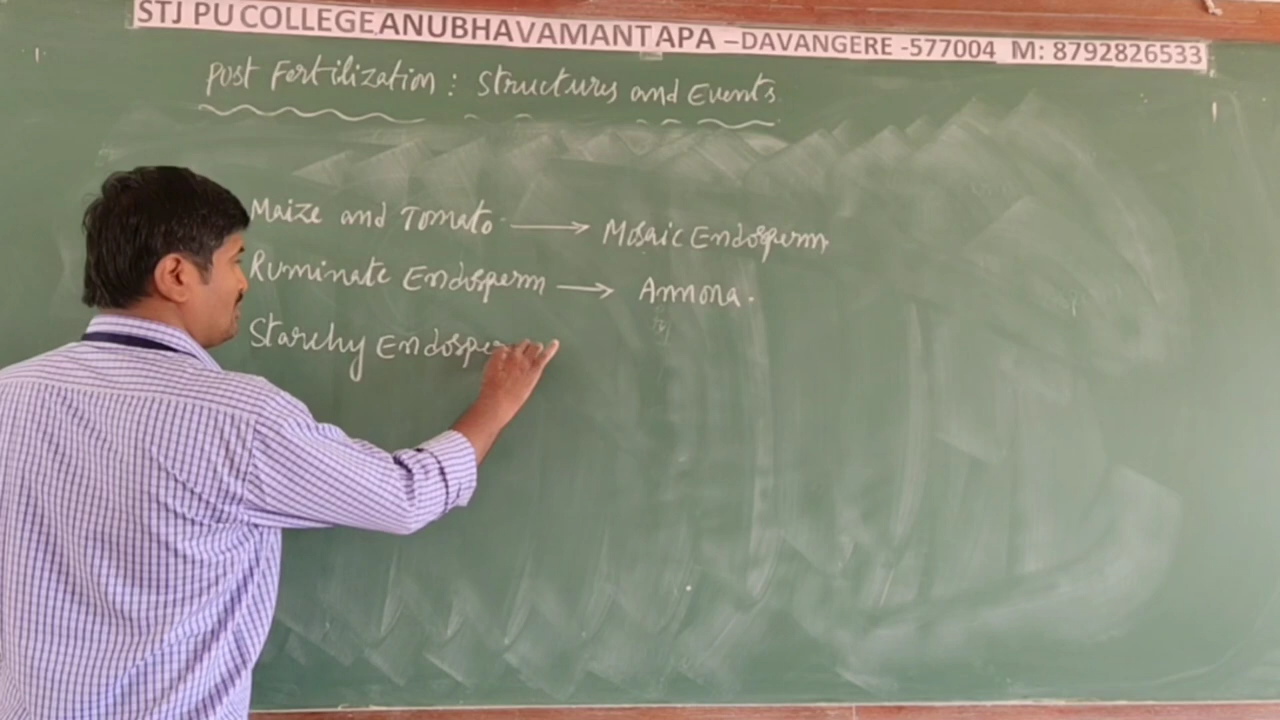 STJ PU COLLEGE ANUBHAVAMANTAPA –DAVANGERE -577004 M: 8792826533
Post Fertilization : Structures and Events
Maize and Tomato → Mosaic Endosperm
Ruminate Endosperm → Annona.
Starchy Endospe